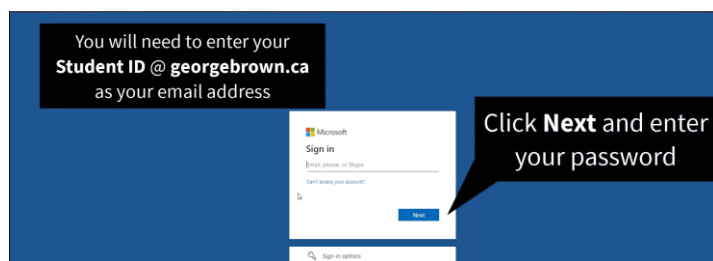 You will need to enter your
Student ID @ georgebrown.ca
as your email address
Click Next and enter
your password
Microsoft
Sign in
Email, phone, or Skype
Can't access your account?
Next
Sign-in options